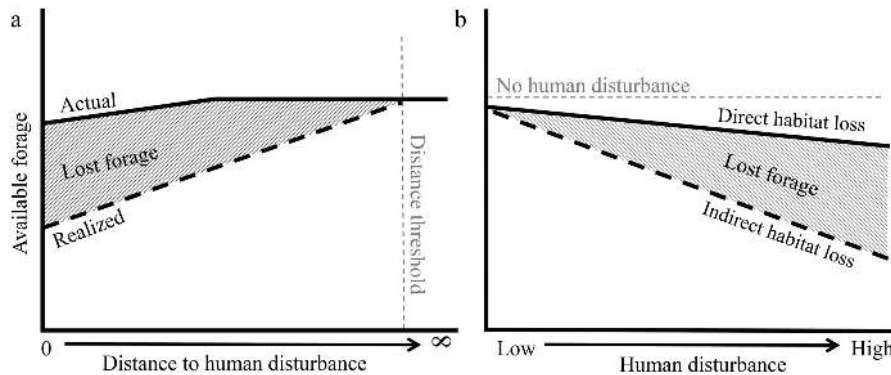 a
Available forage
Actual
Lost forage
Realized
Distance threshold
0
∞
Distance to human disturbance
b
No human disturbance
Direct habitat loss
Lost forage
Indirect habitat loss
Low
High
Human disturbance